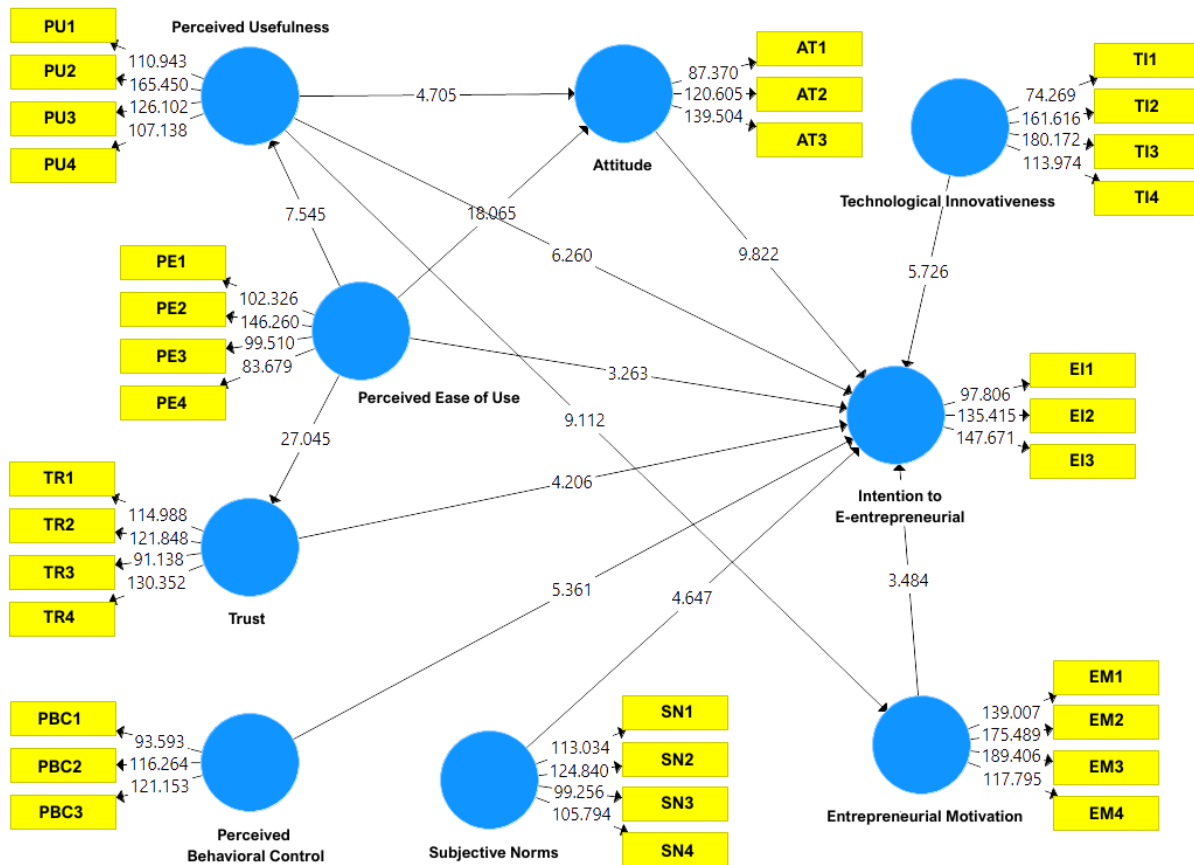 PU1
PU2
PU3
PU4
110.943
165.450
126.102
107.138
Perceived Usefulness
4.705
Attitude
87.370
120.605
139.504
AT1
AT2
AT3
TI1
TI2
TI3
TI4
74.269
161.616
180.172
113.974
Technological Innovativeness
7.545
18.065
6.260
9.822
5.726
PE1
PE2
PE3
PE4
102.326
146.260
99.510
83.679
Perceived Ease of Use
3.263
9.112
27.045
4.206
97.806
135.415
147.671
EI1
EI2
EI3
Intention to
E-entrepreneurial
TR1
TR2
TR3
TR4
114.988
121.848
91.138
130.352
Trust
5.361
4.647
3.484
PBC1
PBC2
PBC3
93.593
116.264
121.153
Perceived
Behavioral Control
SN1
SN2
SN3
SN4
113.034
124.840
99.256
105.794
Subjective Norms
EM1
EM2
EM3
EM4
139.007
175.489
189.406
117.795
Entrepreneurial Motivation